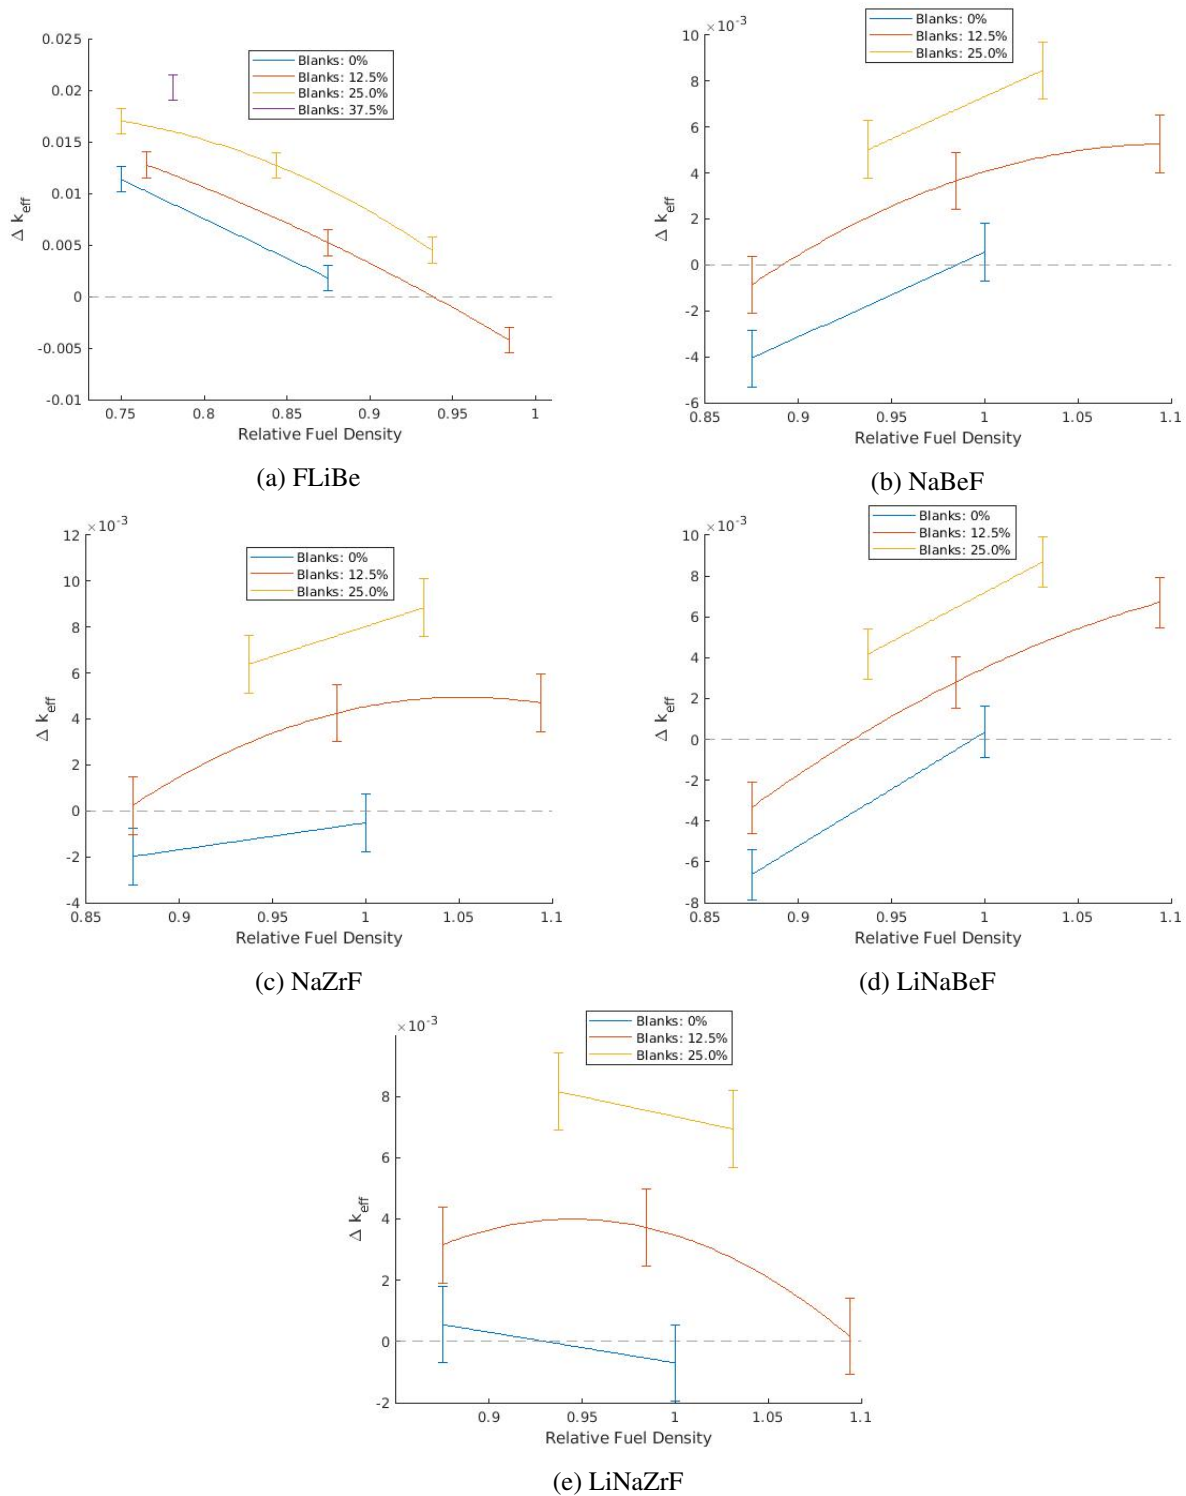 Blanks: 0%
Blanks: 12.5%
Blanks: 25.0%
Blanks: 37.5%
0.025
0.02
0.015
0.01
0.005
0
-0.005
-0.01
Δ k_eff
0.75 0.8 0.85 0.9 0.95 1
Relative Fuel Density
(a) FLiBe
×10^-3
Blanks: 0%
Blanks: 12.5%
Blanks: 25.0%
10
8
6
4
2
0
-2
-4
-6
Δ k_eff
0.85 0.9 0.95 1 1.05 1.1
Relative Fuel Density
(b) NaBeF
×10^-3
Blanks: 0%
Blanks: 12.5%
Blanks: 25.0%
12
10
8
6
4
2
0
-2
-4
Δ k_eff
0.85 0.9 0.95 1 1.05 1.1
Relative Fuel Density
(c) NaZrF
×10^-3
Blanks: 0%
Blanks: 12.5%
Blanks: 25.0%
10
8
6
4
2
0
-2
-4
-6
-8
Δ k_eff
0.85 0.9 0.95 1 1.05 1.1
Relative Fuel Density
(d) LiNaBeF
×10^-3
Blanks: 0%
Blanks: 12.5%
Blanks: 25.0%
8
6
4
2
0
-2
Δ k_eff
0.9 0.95 1 1.05 1.1
Relative Fuel Density
(e) LiNaZrF